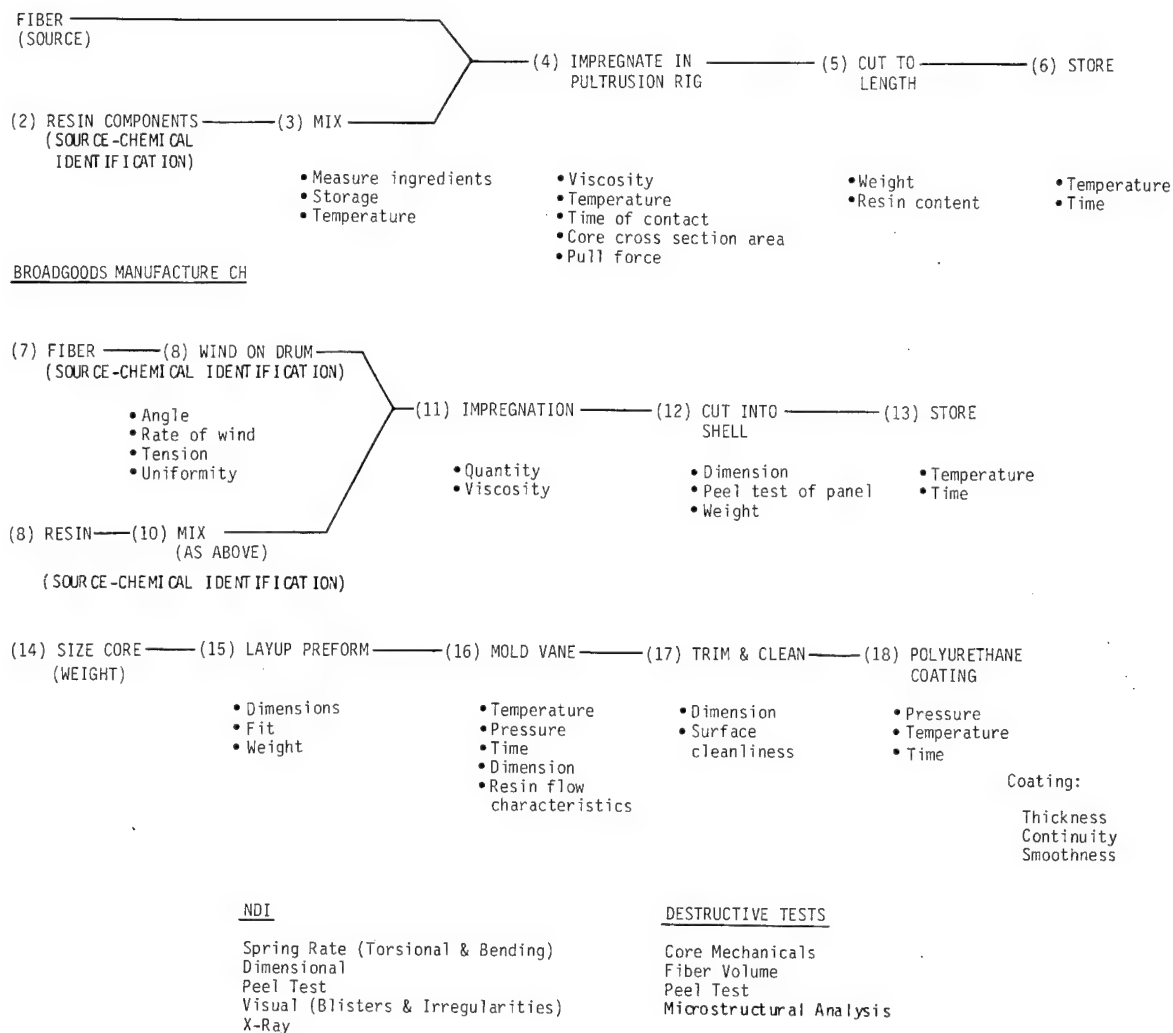 FIBER
(SOURCE)
(4) IMPREGNATE IN (5) CUT TO (6) STORE
PULTRUSION RIG LENGTH
(2) RESIN COMPONENTS (3) MIX
(SOURCE-CHEMICAL
IDENTIFICATION)
• Measure ingredients
• Storage
• Temperature
• Viscosity
• Temperature
• Time of contact
• Core cross section area
• Pull force
• Weight
• Resin content
• Temperature
• Time
BROADGOODS MANUFACTURE CH
(7) FIBER (8) WIND ON DRUM
(SOURCE-CHEMICAL IDENTIFICATION)
• Angle
• Rate of wind
• Tension
• Uniformity
(11) IMPREGNATION (12) CUT INTO (13) STORE
SHELL
• Quantity
• Viscosity
• Dimension
• Peel test of panel
• Weight
• Temperature
• Time
(8) RESIN (10) MIX
(AS ABOVE)
(SOURCE-CHEMICAL IDENTIFICATION)
(14) SIZE CORE (15) LAYUP PREFORM (16) MOLD VANE (17) TRIM & CLEAN (18) POLYURETHANE
(WEIGHT) COATING
• Dimensions
• Fit
• Weight
• Temperature
• Pressure
• Time
• Dimension
• Resin flow
characteristics
• Dimension
• Surface
cleanliness
• Pressure
• Temperature
• Time
Coating:
Thickness
Continuity
Smoothness
NDI
Spring Rate (Torsional & Bending)
Dimensional
Peel Test
Visual (Blisters & Irregularities)
X-Ray
DESTRUCTIVE TESTS
Core Mechanicals
Fiber Volume
Peel Test
Microstructural Analysis